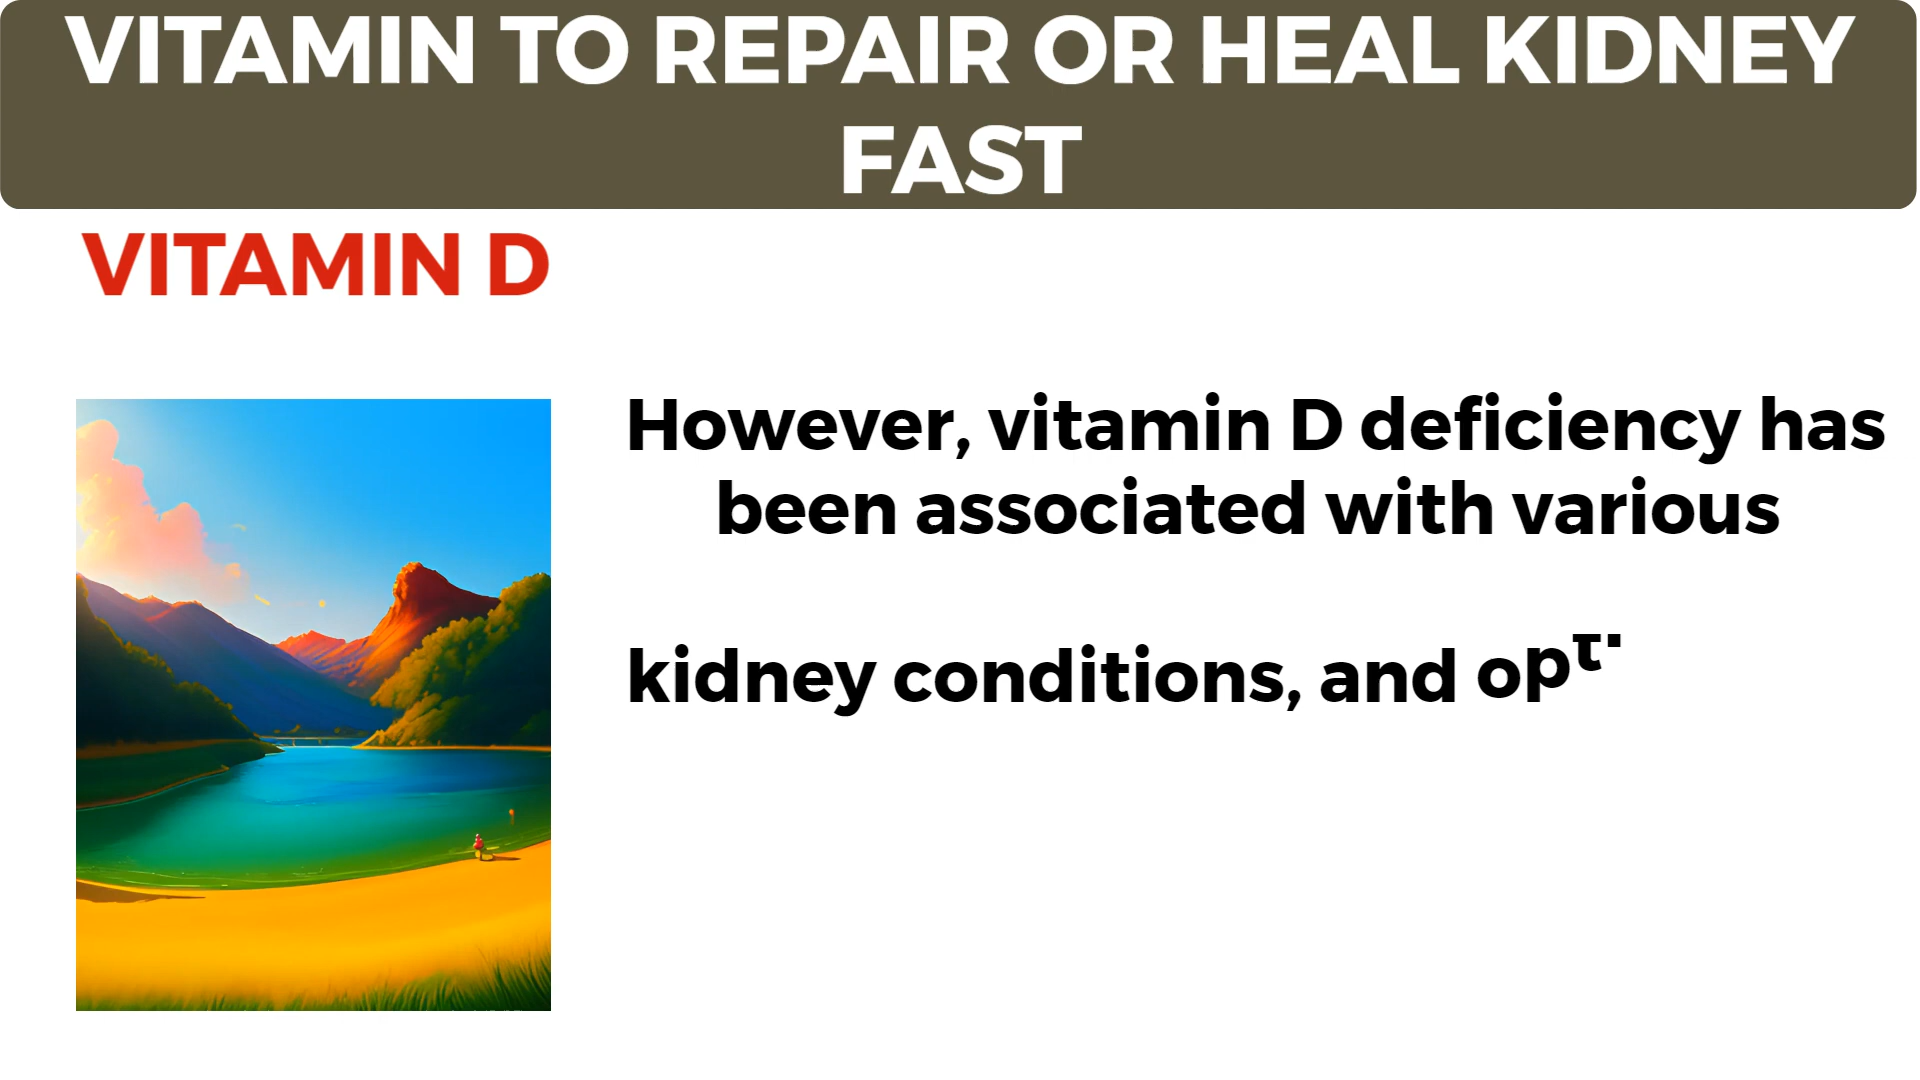 VITAMIN TO REPAIR OR HEAL KIDNEY
FAST
VITAMIN D
However, vitamin D deficiency has
been associated with various
kidney conditions, and